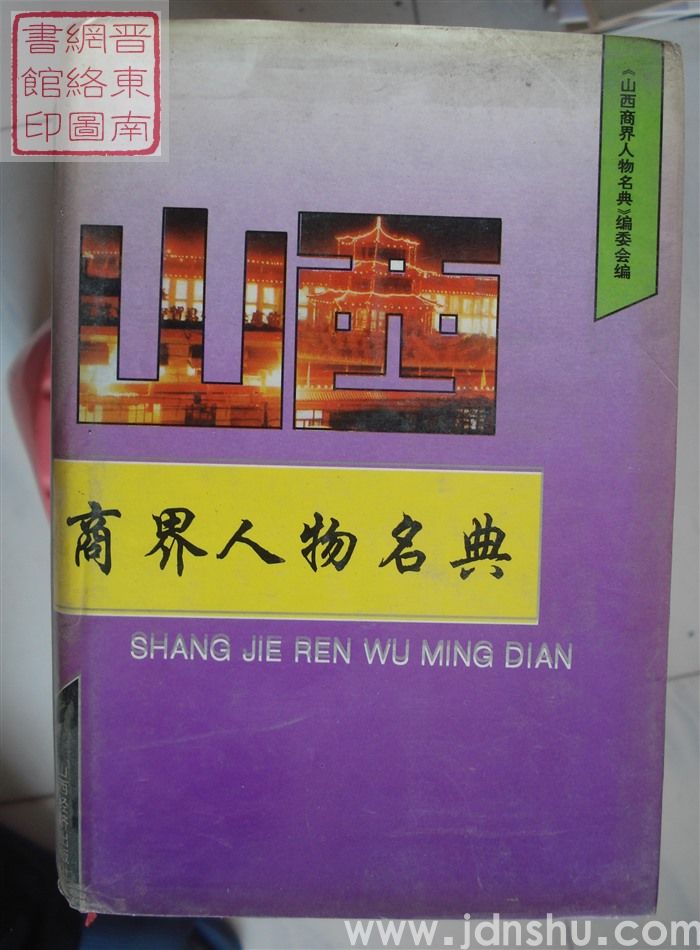 晋東南
網絡圖
書館印
《山西商界人物名典》编委会编
山西
商界人物名典
SHANG JIE REN WU MING DIAN
www.jdnshu.com